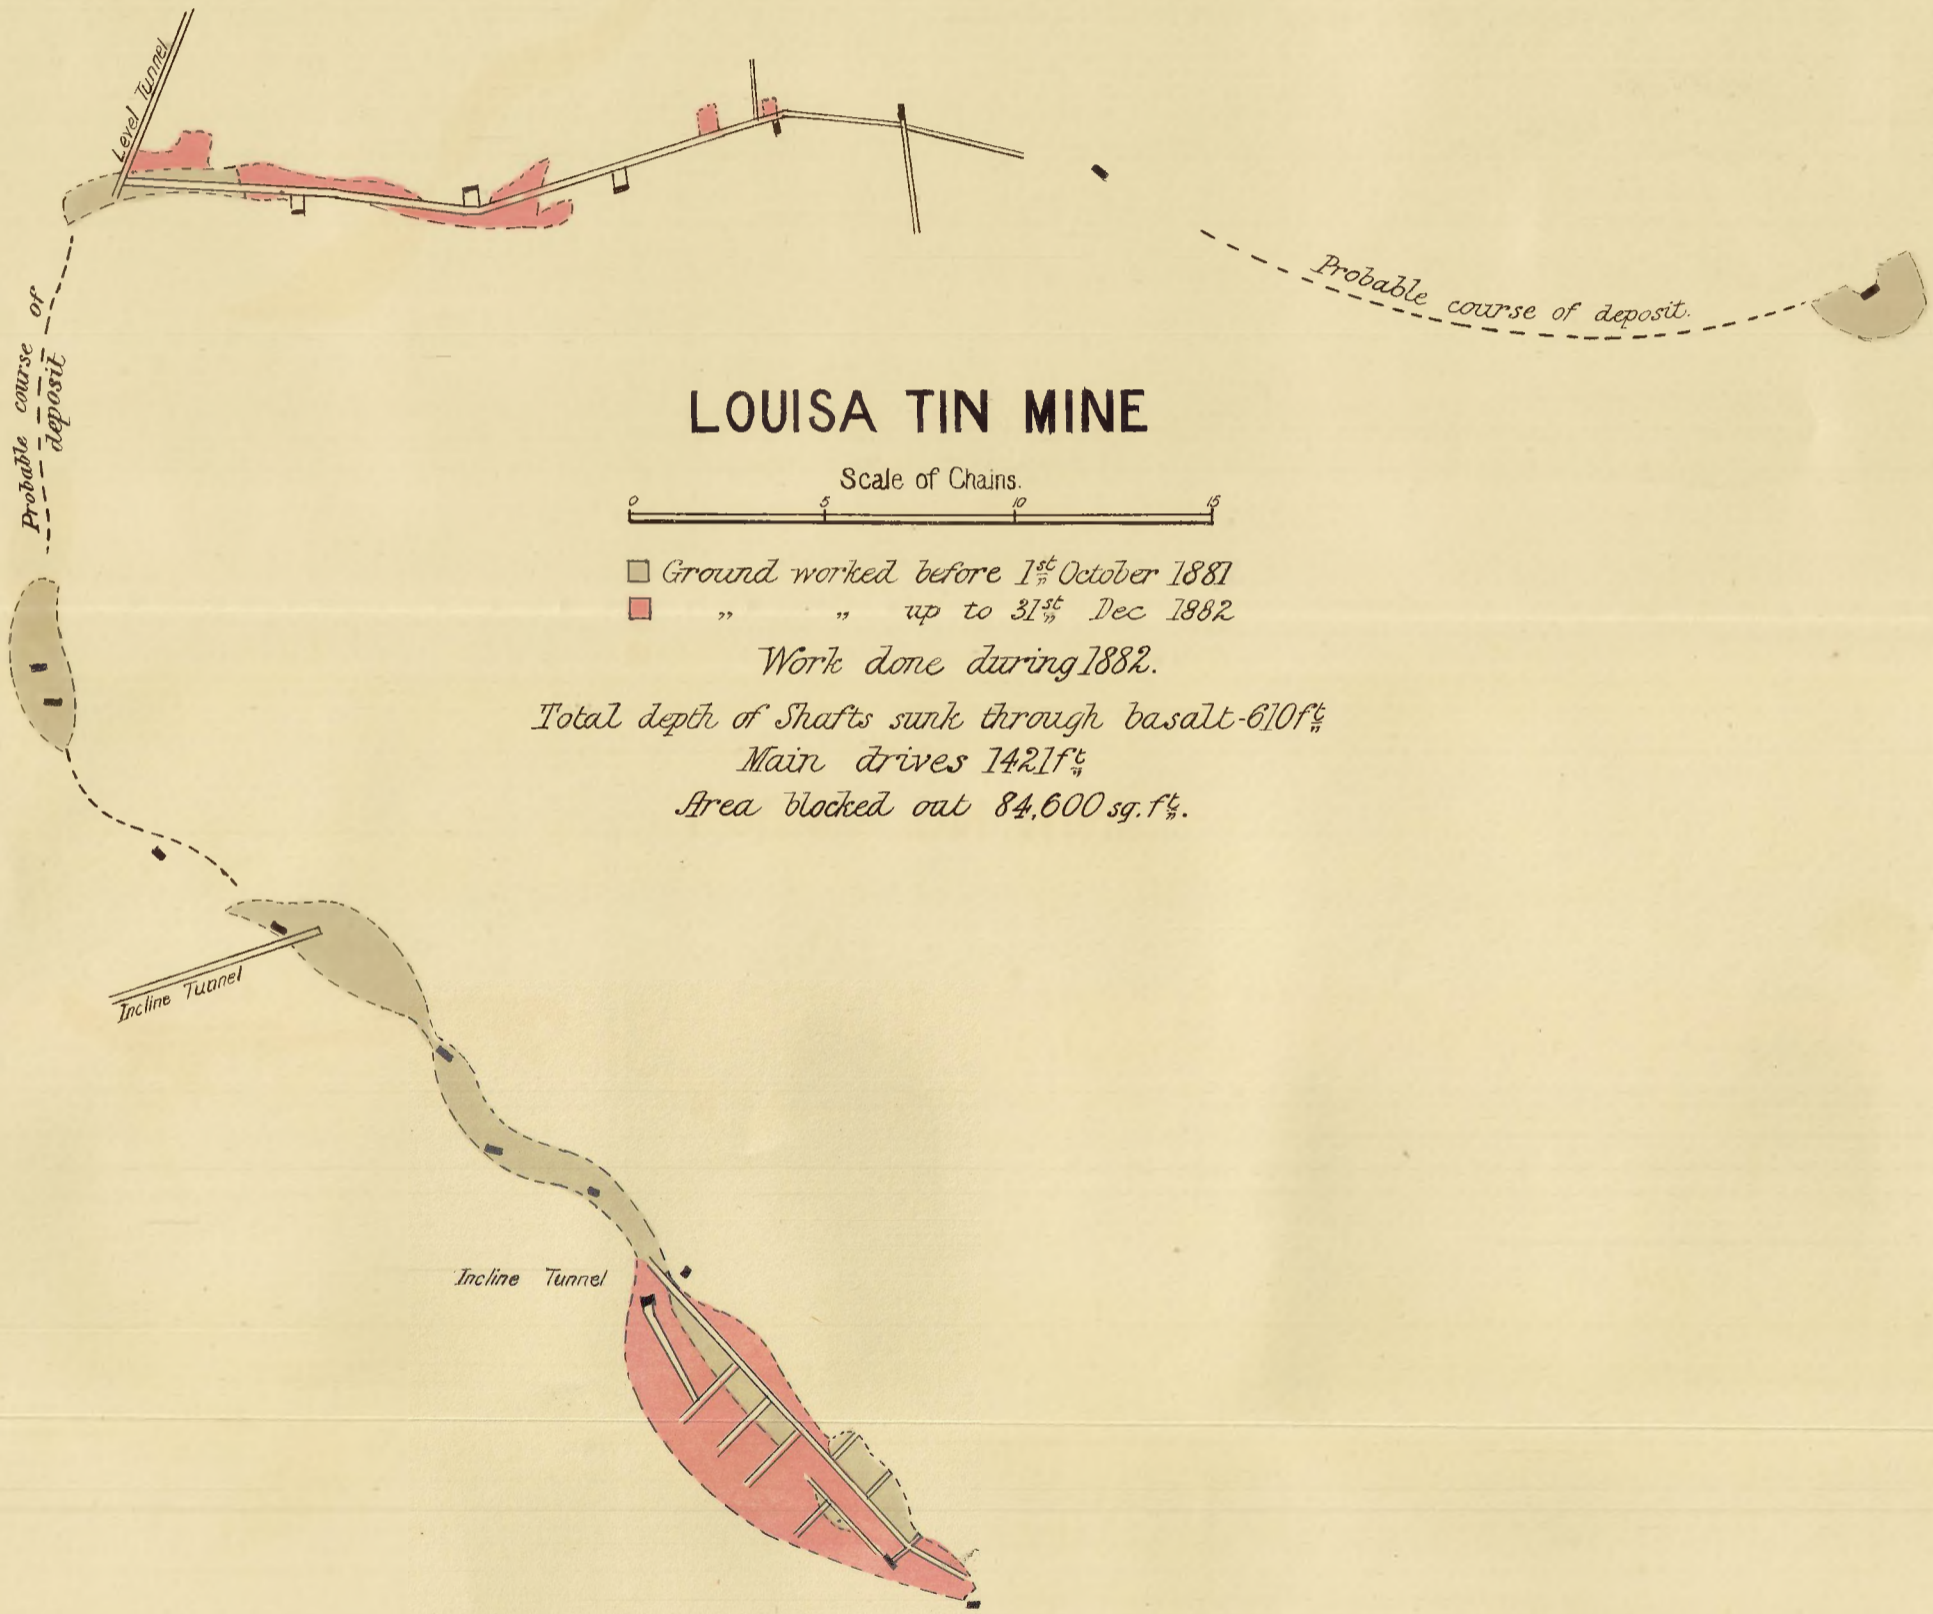 Level Tunnel
Probable course of deposit.
Probable course of
deposit
LOUISA TIN MINE
Scale of Chains.
0 5 10 15
Ground worked before 1st October 1881
„ „ up to 31st Dec 1882
Work done during 1882.
Total depth of Shafts sunk through basalt-610ft
Main drives 1421ft
Area blocked out 84,600 sq. ft.
Incline Tunnel
Incline Tunnel